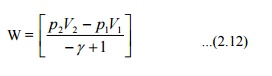 W = [ p₂V₂ − p₁V₁ / −γ + 1 ] ...(2.12)